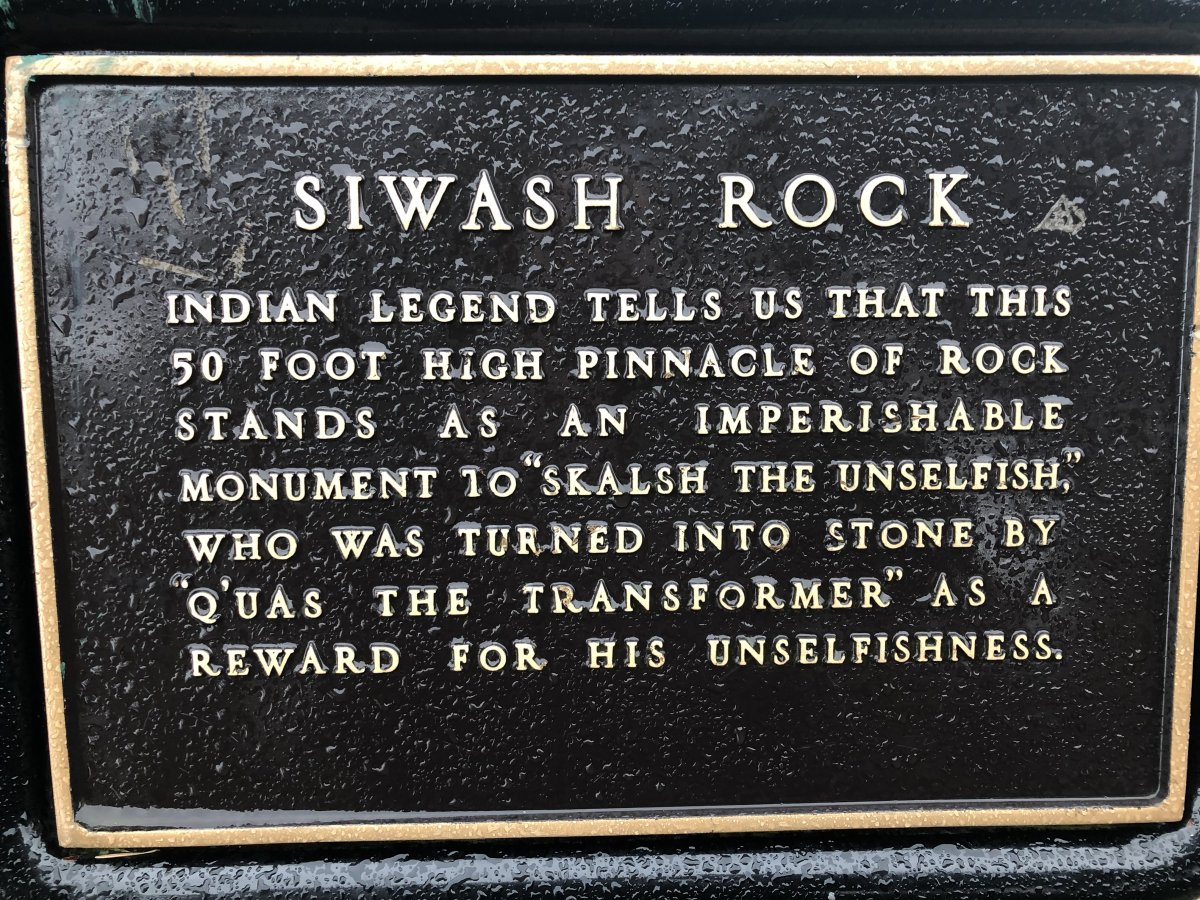 SIWASH ROCK
INDIAN LEGEND TELLS US THAT THIS
50 FOOT HIGH PINNACLE OF ROCK
STANDS AS AN IMPERISHABLE
MONUMENT TO "SKALSH THE UNSELFISH,"
WHO WAS TURNED INTO STONE BY
"Q'UAS THE TRANSFORMER" AS A
REWARD FOR HIS UNSELFISHNESS.